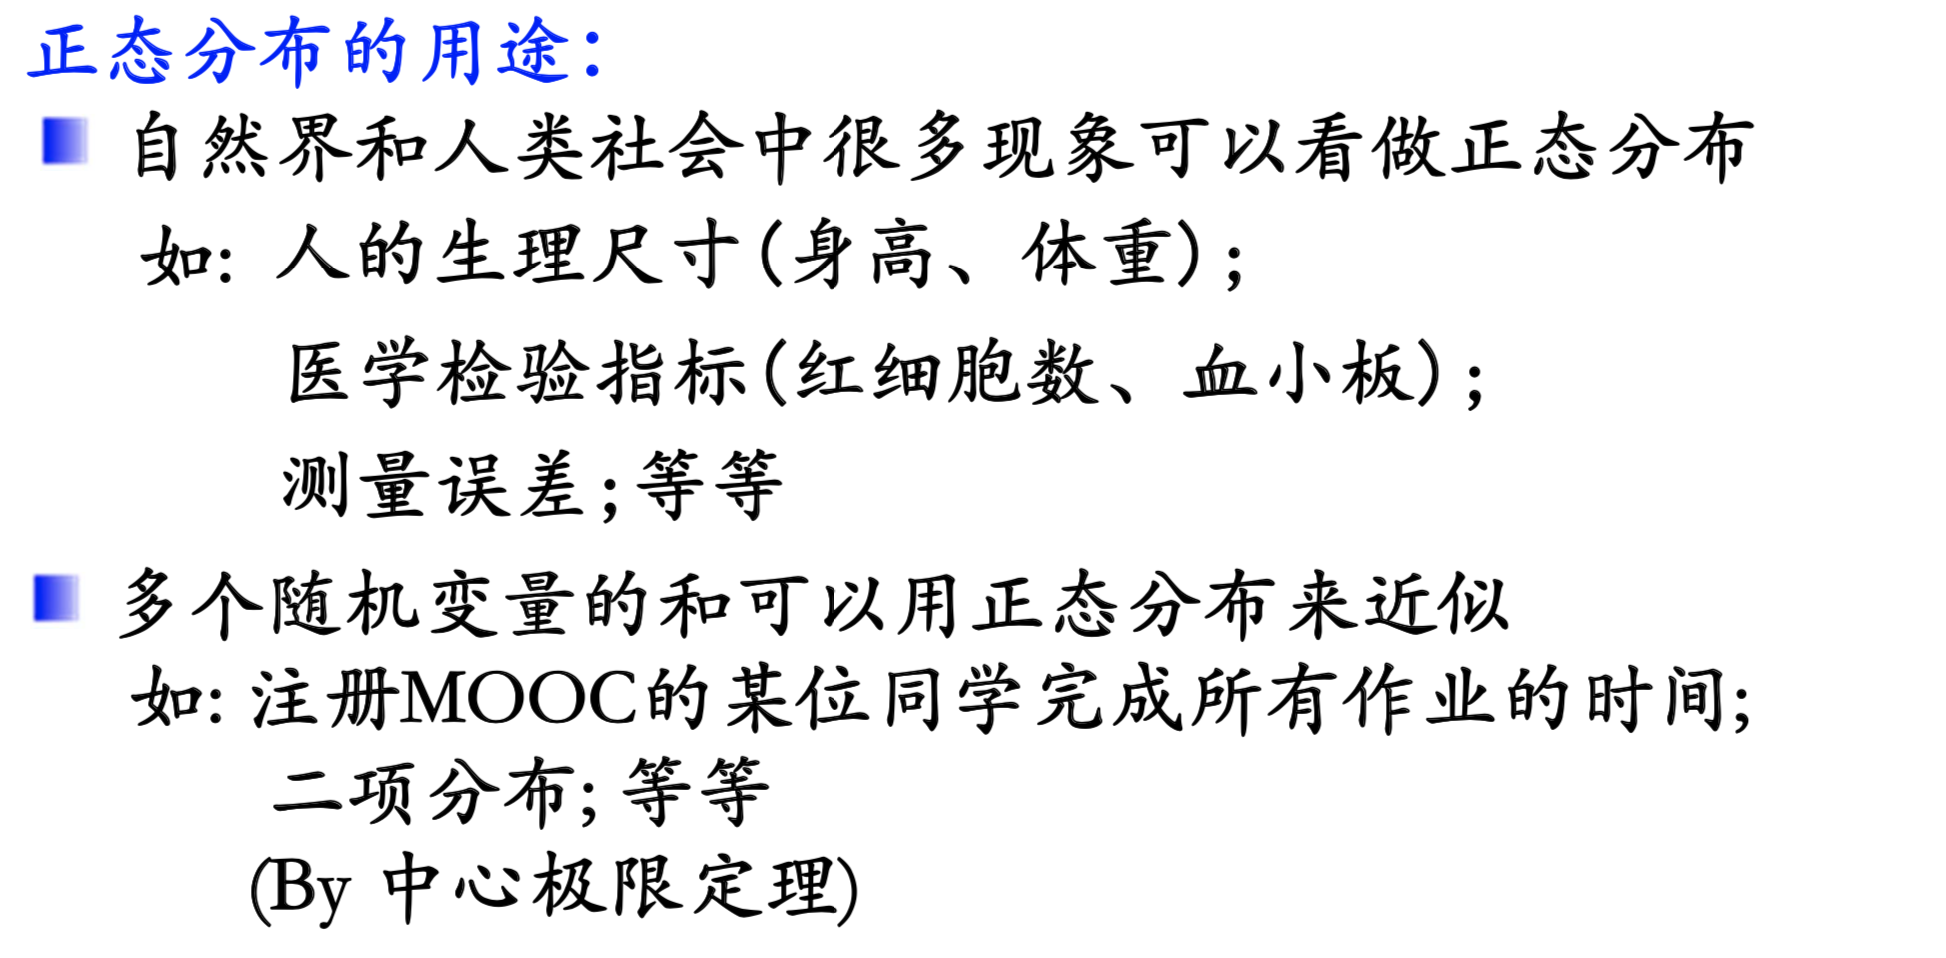 正态分布的用途：
自然界和人类社会中很多现象可以看做正态分布
如: 人的生理尺寸(身高、体重)；
医学检验指标(红细胞数、血小板)；
测量误差;等等
多个随机变量的和可以用正态分布来近似
如: 注册MOOC的某位同学完成所有作业的时间;
二项分布; 等等
(By 中心极限定理)